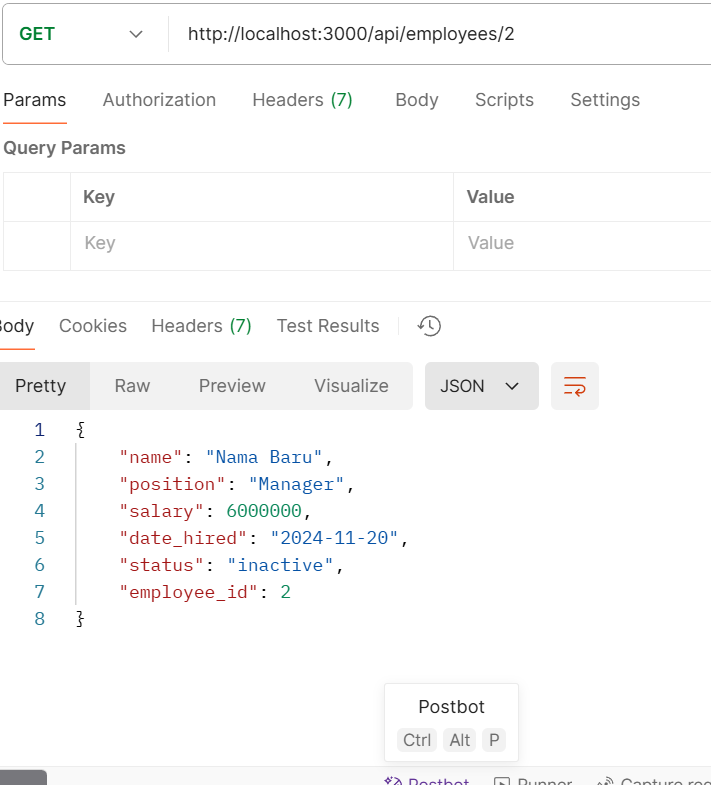 GET http://localhost:3000/api/employees/2
Params Authorization Headers (7) Body Scripts Settings
Query Params
Key Value
Key Value
Body Cookies Headers (7) Test Results
Pretty Raw Preview Visualize JSON
1 {
2 "name": "Nama Baru",
3 "position": "Manager",
4 "salary": 6000000,
5 "date_hired": "2024-11-20",
6 "status": "inactive",
7 "employee_id": 2
8 }
Postbot
Ctrl Alt P
Postbot Runner Capture